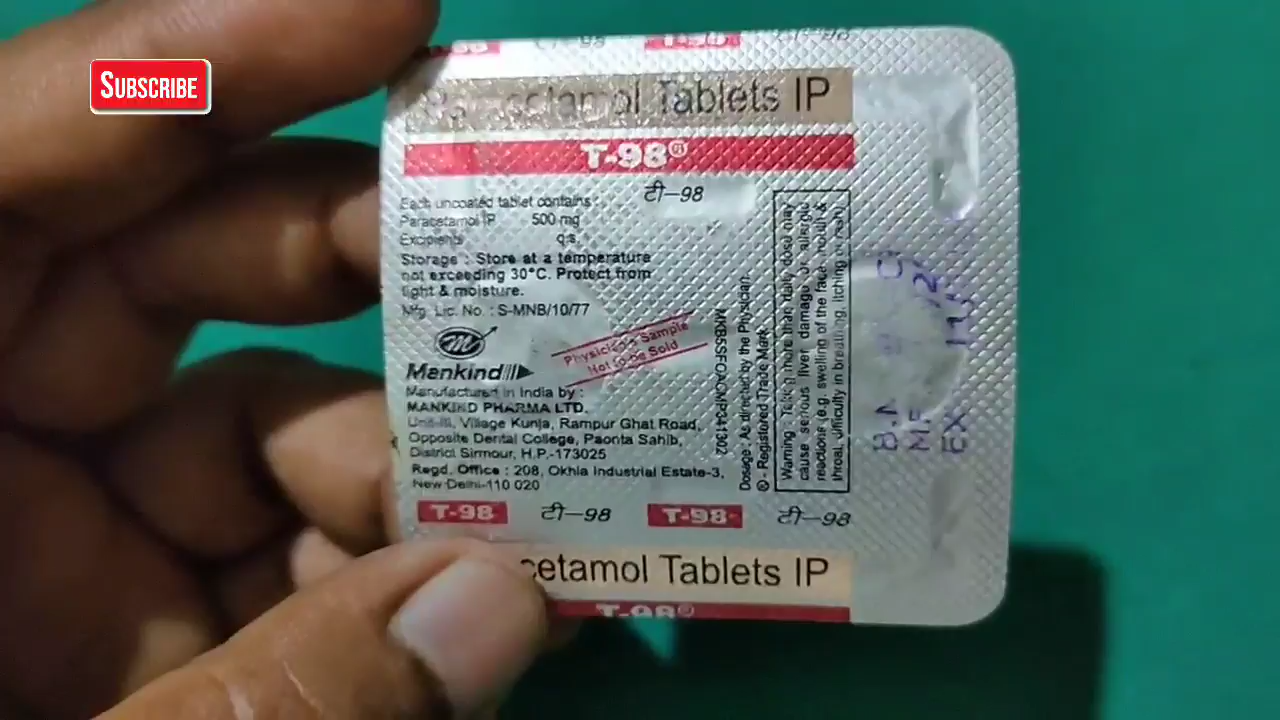 SUBSCRIBE
टी-98
T-98
टी-98
Tablets IP
T-98®
टी-98
Each uncoated tablet contains :
Paracetamol IP 500 mg
Excipients q.s.
Storage : Store at a temperature
not exceeding 30°C. Protect from
light & moisture.
Mfg. Lic. No. : S-MNB/10/77
Physician's Sample
Not to be Sold
Mankind
Manufactured in India by :
MANKIND PHARMA LTD.
Unit-III, Village Kunja, Rampur Ghat Road,
Opposite Dental College, Paonta Sahib,
District Sirmour, H.P.-173025
Regd. Office : 208, Okhla Industrial Estate-3,
New Delhi-110 020
Dosage : As directed by the Physician.
® - Registered Trade Mark
Warning : Taking more than daily dose may
cause serious liver damage or allergic
reactions (e.g. swelling of the face, mouth &
throat, difficulty in breathing, itching or rash)
T-98 टी-98 T-98 टी-98
cetamol Tablets IP
T-98®